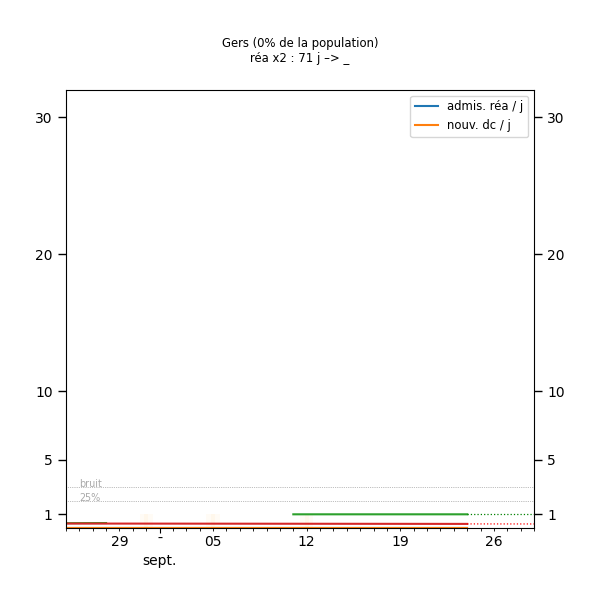 Gers (0% de la population)
réa x2 : 71 j –> _
admis. réa / j
nouv. dc / j
30
30
20
20
10
10
5
5
bruit
25%
1
1
29
-
05
12
19
26
sept.